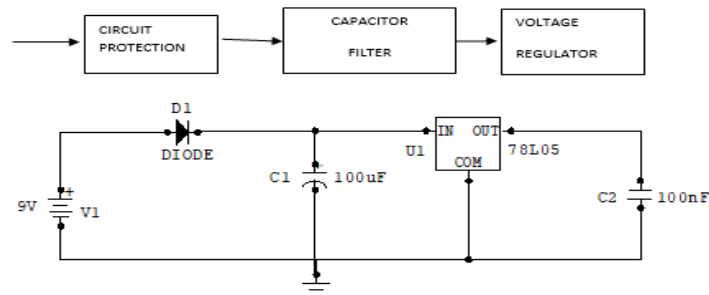 CIRCUIT
PROTECTION
CAPACITOR
FILTER
VOLTAGE
REGULATOR
D1
DIODE
IN OUT
COM
U1
78L05
C1
+
100uF
9V
+
V1
C2
100nF